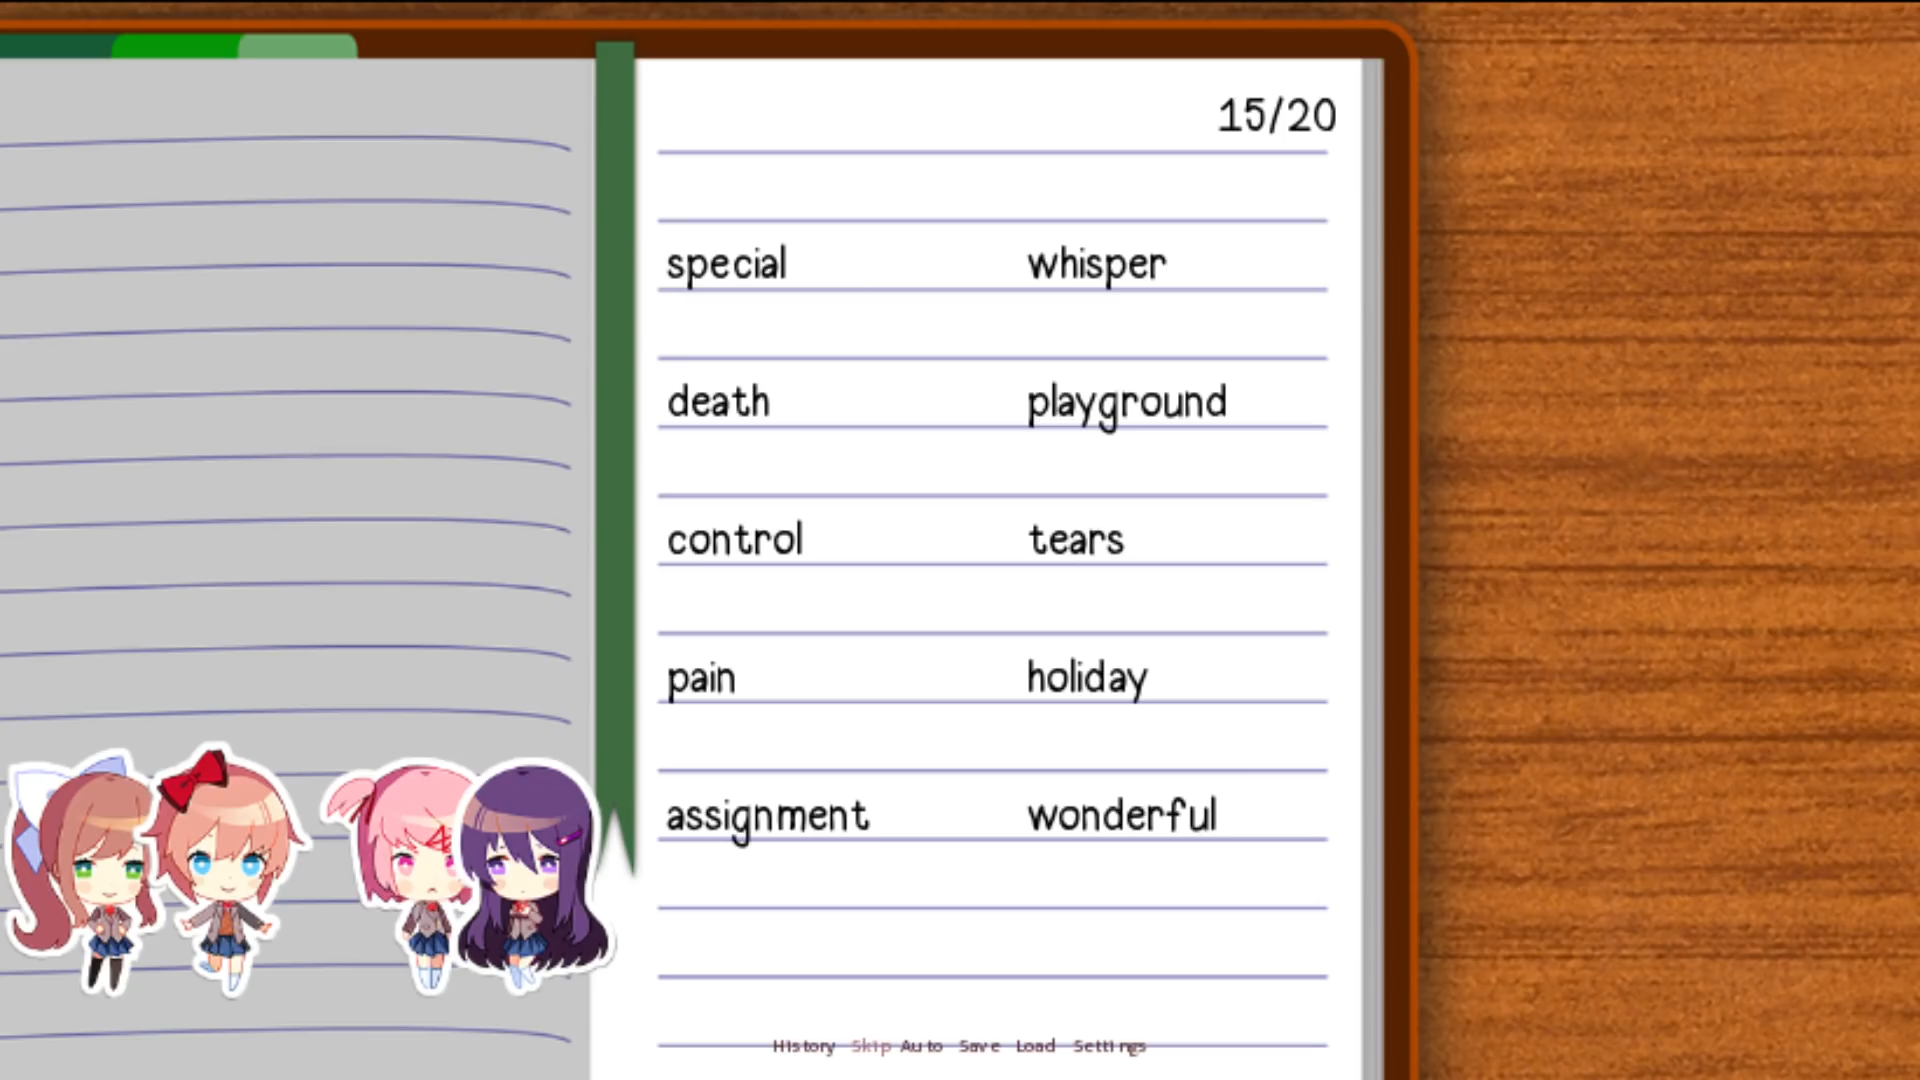 15/20
special whisper
death playground
control tears
pain holiday
assignment wonderful
History Skip Auto Save Load Settings